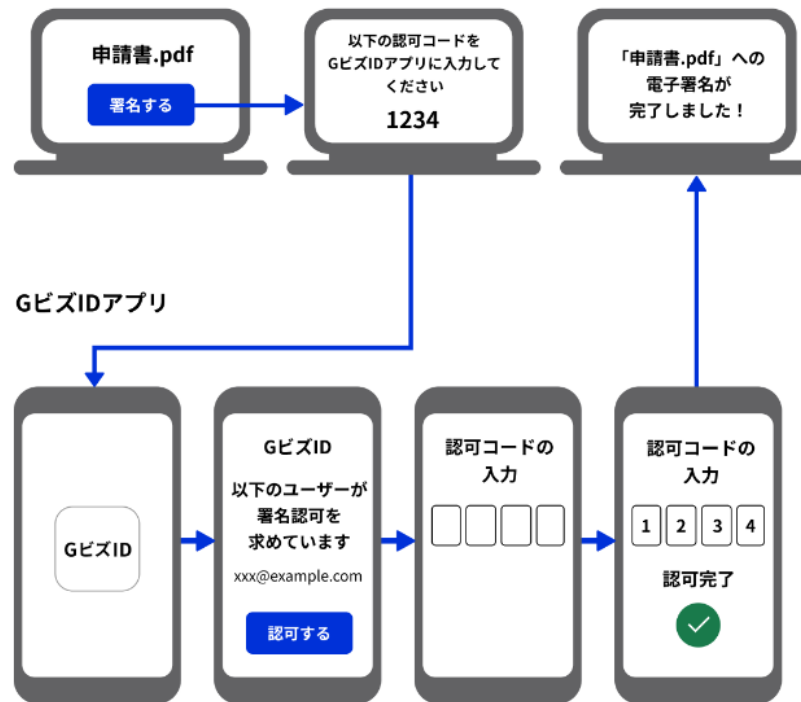 申請書.pdf
署名する
以下の認可コードを
GビズIDアプリに入力して
ください
1234
「申請書.pdf」への
電子署名が
完了しました！
GビズIDアプリ
GビズID
GビズID
以下のユーザーが
署名認可を
求めています
xxx@example.com
認可する
認可コードの
入力
認可コードの
入力
1 2 3 4
認可完了